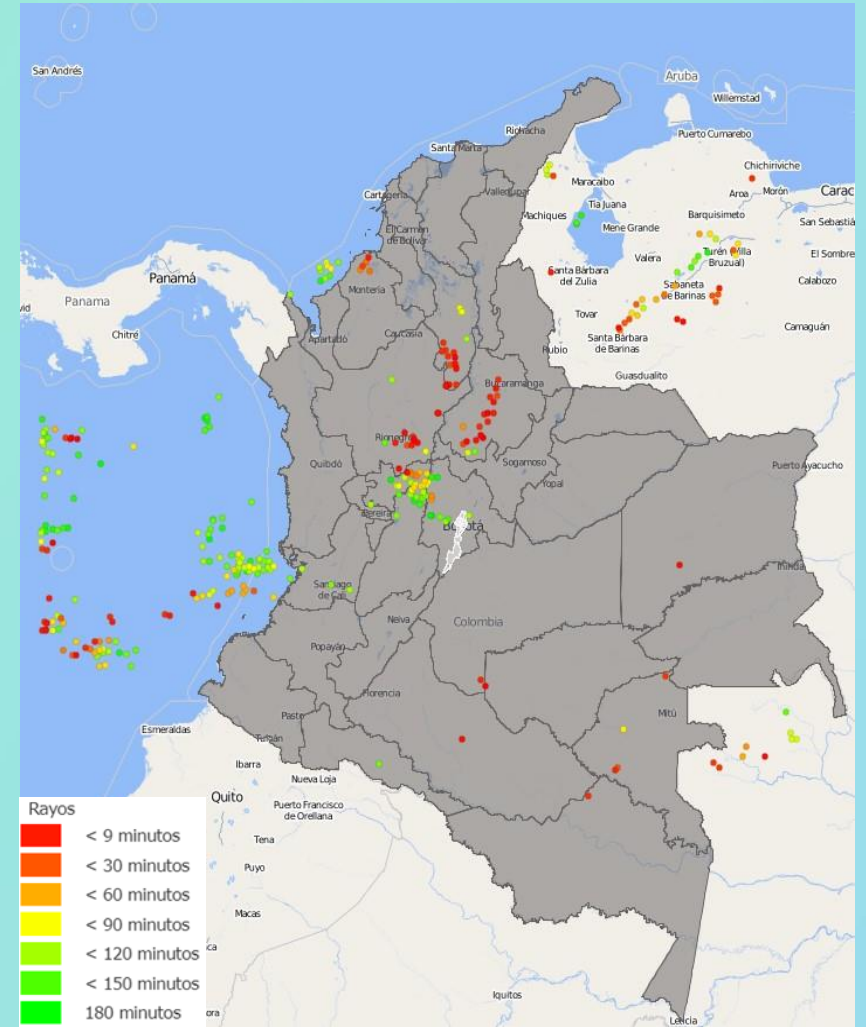 San Andrés
Aruba
Willemstad
Riohacha
Puerto Cumarebo
Santa Marta
Chichiriviche
Maracaibo
Aroa
Morón
Carac
Cartagena
Valledupar
Tia Juana
Machiques
Barquisimeto
San Sebastiá
El Carmen
de Bolívar
Mene Grande
Valera
Turén (Villa
Bruzual)
El Sombre
Panamá
Santa Bárbara
del Zulia
Sabaneta
de Barinas
Calabozo
Montería
vid
Panama
Tovar
Chitré
Apartadó
Caucasia
Santa Bárbara
de Barinas
Camaguán
Rubio
Guasdualito
Bucaramanga
Rionegro
Quibdó
Sogamoso
Puerto Ayacucho
Yopal
Pereira
Bogotá
Inírida
Santiago
de Cali
Neiva
Colombia
Popayán
Florencia
Mitú
Pasto
Esmeraldas
Tulcán
Ibarra
Nueva Loja
Quito
Puerto Francisco
de Orellana
Tena
Puyo
Macas
ca
Iquitos
ora
Leticia
Rayos
< 9 minutos
< 30 minutos
< 60 minutos
< 90 minutos
< 120 minutos
< 150 minutos
180 minutos